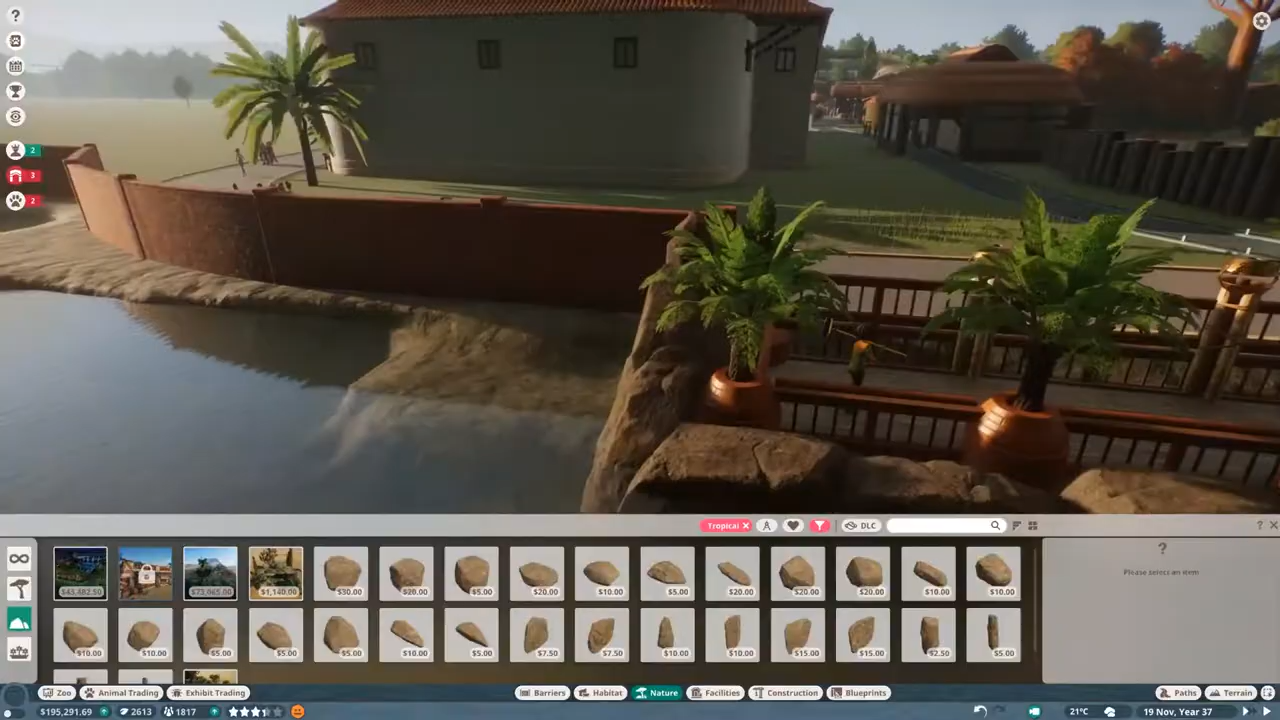 ?
2
3
2
Tropical ×
DLC
? ×
$43,482.50
$73,065.00
$1,140.00
$30.00
$20.00
$5.00
$20.00
$10.00
$5.00
$20.00
$20.00
$20.00
$10.00
$10.00
?
Please select an item
$10.00
$10.00
$5.00
$5.00
$5.00
$10.00
$5.00
$7.50
$7.50
$10.00
$10.00
$15.00
$15.00
$2.50
$5.00
Zoo
Animal Trading
Exhibit Trading
Barriers
Habitat
Nature
Facilities
Construction
Blueprints
Paths
Terrain
$195,291.69
2613
1817
21°C
19 Nov, Year 37